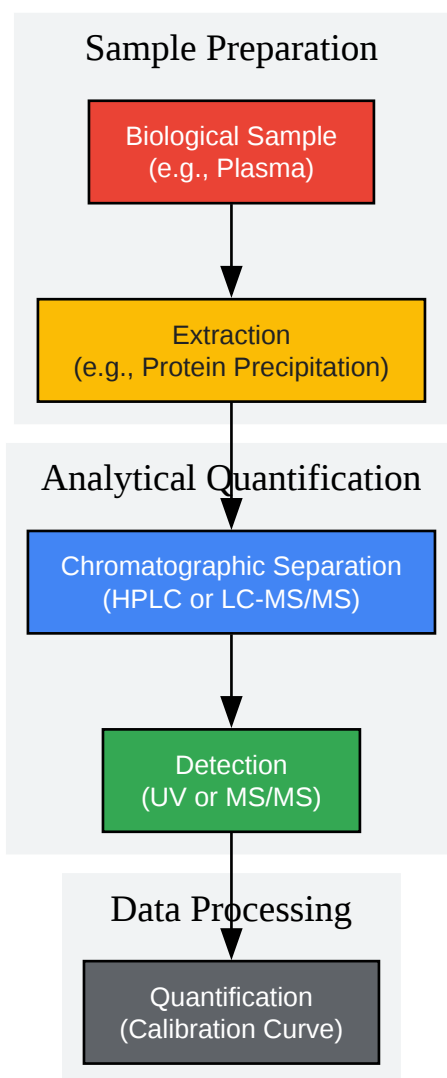 Sample Preparation
Biological Sample
(e.g., Plasma)
Extraction
(e.g., Protein Precipitation)
Analytical Quantification
Chromatographic Separation
(HPLC or LC-MS/MS)
Detection
(UV or MS/MS)
Data Processing
Quantification
(Calibration Curve)